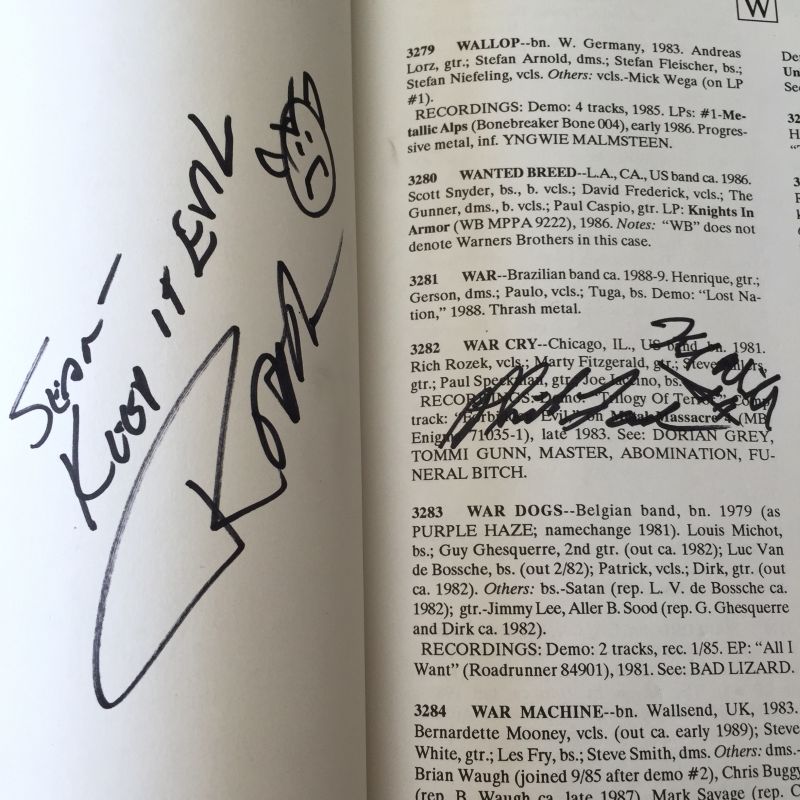 Sean -
Keep it Evil
W
3279 WALLOP--bn. W. Germany, 1983. Andreas
Lorz, gtr.; Stefan Arnold, dms.; Stefan Fleischer, bs.;
Stefan Niefeling, vcls. Others: vcls.-Mick Wega (on LP
#1).
RECORDINGS: Demo: 4 tracks, 1985. LPs: #1-Me-
tallic Alps (Bonebreaker Bone 004), early 1986. Progres-
sive metal, inf. YNGWIE MALMSTEEN.
3280 WANTED BREED--L.A., CA., US band ca. 1986.
Scott Snyder, bs., b. vcls.; David Frederick, vcls.; The
Gunner, dms., b. vcls.; Paul Caspio, gtr. LP: Knights In
Armor (WB MPPA 9222), 1986. Notes: "WB" does not
denote Warners Brothers in this case.
3281 WAR--Brazilian band ca. 1988-9. Henrique, gtr.;
Gerson, dms.; Paulo, vcls.; Tuga, bs. Demo: "Lost Na-
tion," 1988. Thrash metal.
3282 WAR CRY--Chicago, IL., US band, bn. 1981.
Rich Rozek, vcls.; Marty Fitzgerald, gtr.; Steve
gtr.; Paul Speckman, gtr. Joe bs.
RECORDINGS: Demo: "Trilogy Of Terror" Comp
track: "Forbidden Evil" on Metal Massacre 4 (MB
Enigma 71035-1), late 1983. See: DORIAN GREY,
TOMMI GUNN, MASTER, ABOMINATION, FU-
NERAL BITCH.
3283 WAR DOGS--Belgian band, bn. 1979 (as
PURPLE HAZE; namechange 1981). Louis Michot,
bs.; Guy Ghesquerre, 2nd gtr. (out ca. 1982); Luc Van
de Bossche, bs. (out 2/82); Patrick, vcls.; Dirk, gtr. (out
ca. 1982). Others: bs.-Satan (rep. L. V. de Bossche ca.
1982); gtr.-Jimmy Lee, Aller B. Sood (rep. G. Ghesquerre
and Dirk ca. 1982).
RECORDINGS: Demo: 2 tracks, rec. 1/85. EP: "All I
Want" (Roadrunner 84901), 1981. See: BAD LIZARD.
3284 WAR MACHINE--bn. Wallsend, UK, 1983.
Bernardette Mooney, vcls. (out ca. early 1989); Steve
White, gtr.; Les Fry, bs.; Steve Smith, dms. Others: dms.-
Brian Waugh (joined 9/85 after demo #2), Chris Buggy
(rep. B. Waugh ca. late 1987), Mark Savage (rep. C.